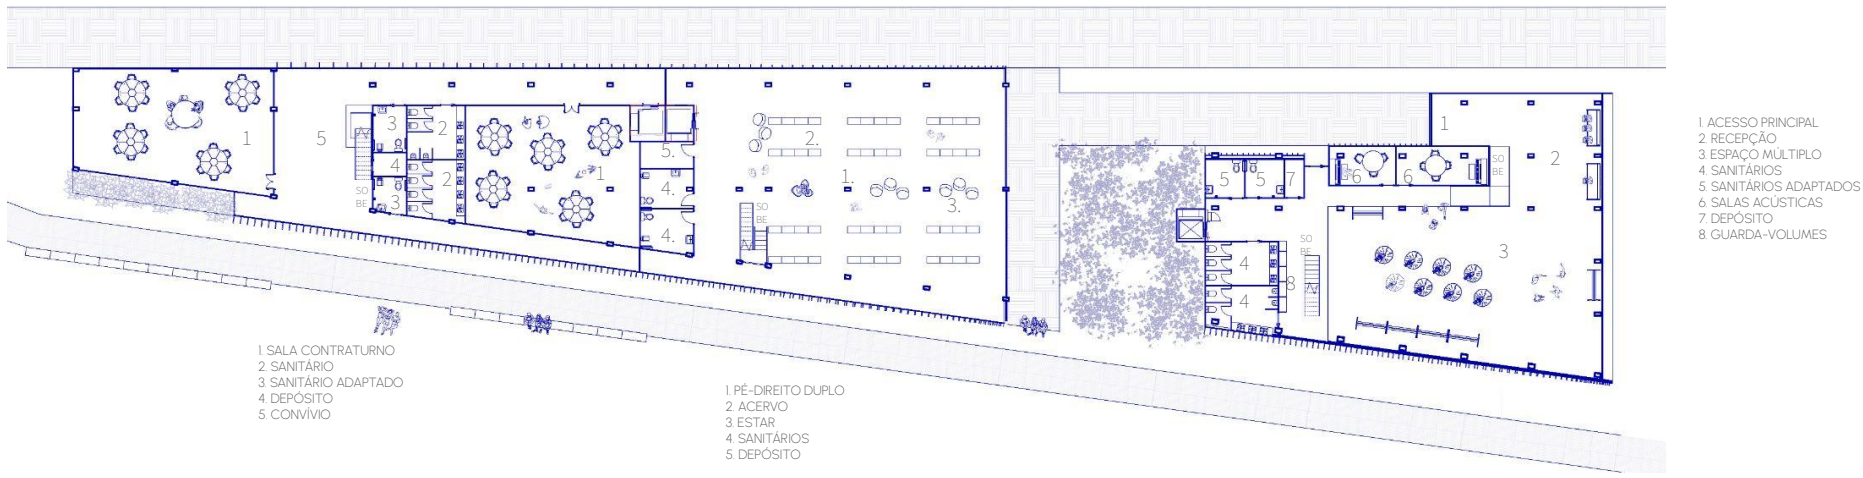 1
5
3
2
4
SO
BE
3
2
1
5.
4.
4.
2.
1.
3.
SO
BE
5
5
7
6
6
SO
BE
1
2
4
4
8
SO
BE
3
1. SALA CONTRATURNO
2. SANITÁRIO
3. SANITÁRIO ADAPTADO
4. DEPÓSITO
5. CONVÍVIO
1. PÉ-DIREITO DUPLO
2. ACERVO
3. ESTAR
4. SANITÁRIOS
5. DEPÓSITO
1. ACESSO PRINCIPAL
2. RECEPÇÃO
3. ESPAÇO MÚLTIPLO
4. SANITÁRIOS
5. SANITÁRIOS ADAPTADOS
6. SALAS ACÚSTICAS
7. DEPÓSITO
8. GUARDA-VOLUMES